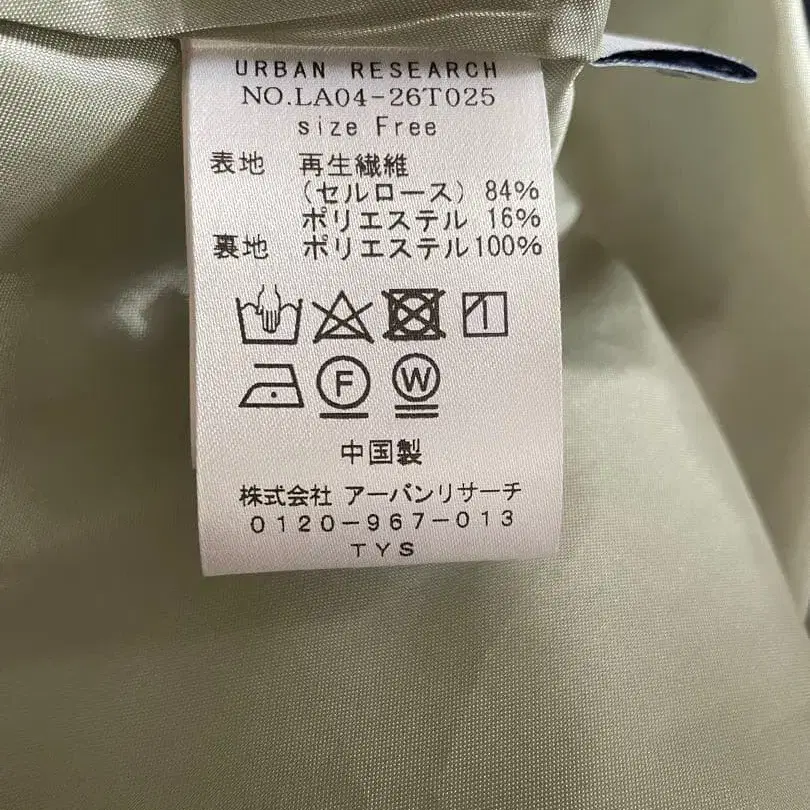 URBAN RESEARCH
NO.LA04-26T025
size Free
表地 再生繊維
(セルロース) 84%
ポリエステル 16%
裏地 ポリエステル100%
F W
中国製
株式会社 アーバンリサーチ
0120-967-013
TYS